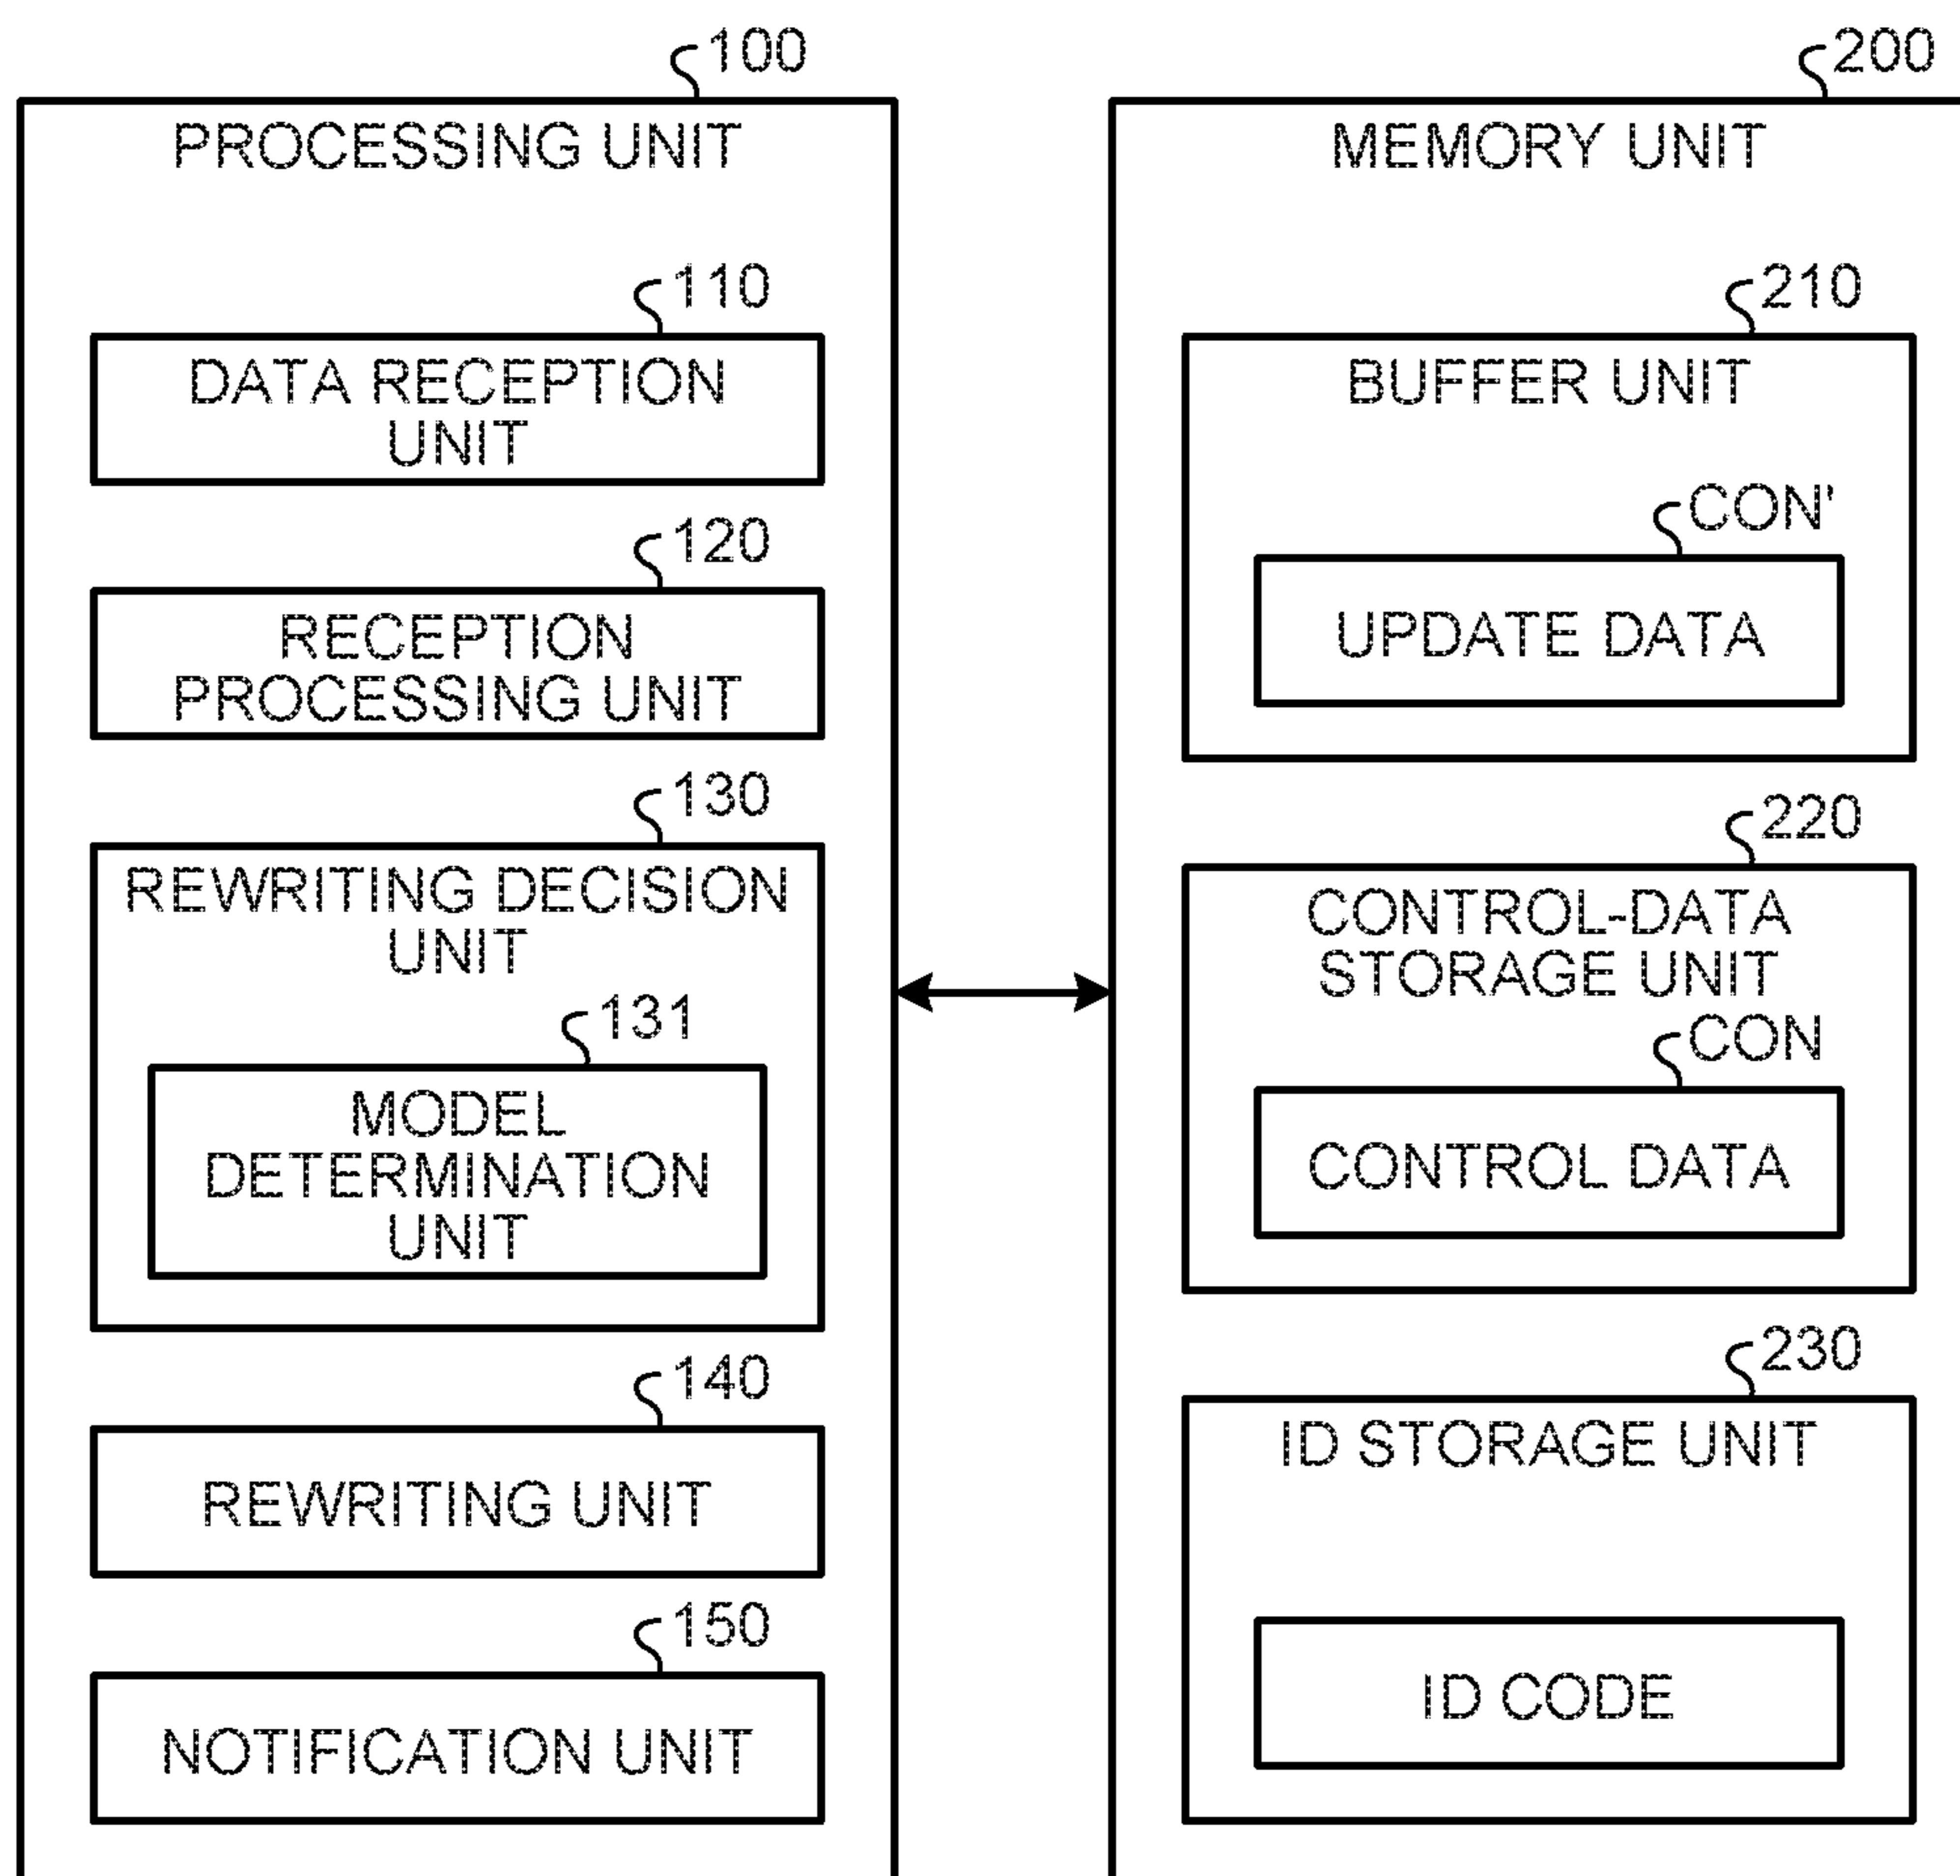 100
PROCESSING UNIT
110
DATA RECEPTION
UNIT
120
RECEPTION
PROCESSING UNIT
130
REWRITING DECISION
UNIT
131
MODEL
DETERMINATION
UNIT
140
REWRITING UNIT
150
NOTIFICATION UNIT
200
MEMORY UNIT
210
BUFFER UNIT
CON'
UPDATE DATA
220
CONTROL-DATA
STORAGE UNIT
CON
CONTROL DATA
230
ID STORAGE UNIT
ID CODE